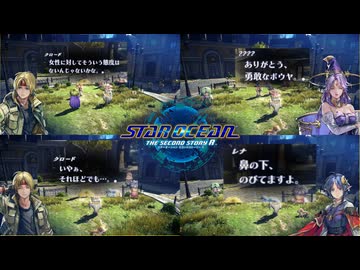 クロード
女性に対してそういう態度は
ないんじゃないかな。
ありがとう、
勇敢なボウヤ。
STAR OCEAN
THE SECOND STORY R
クロード
いやぁ、
それほどでも…。
レナ
鼻の下、
のびてますよ。